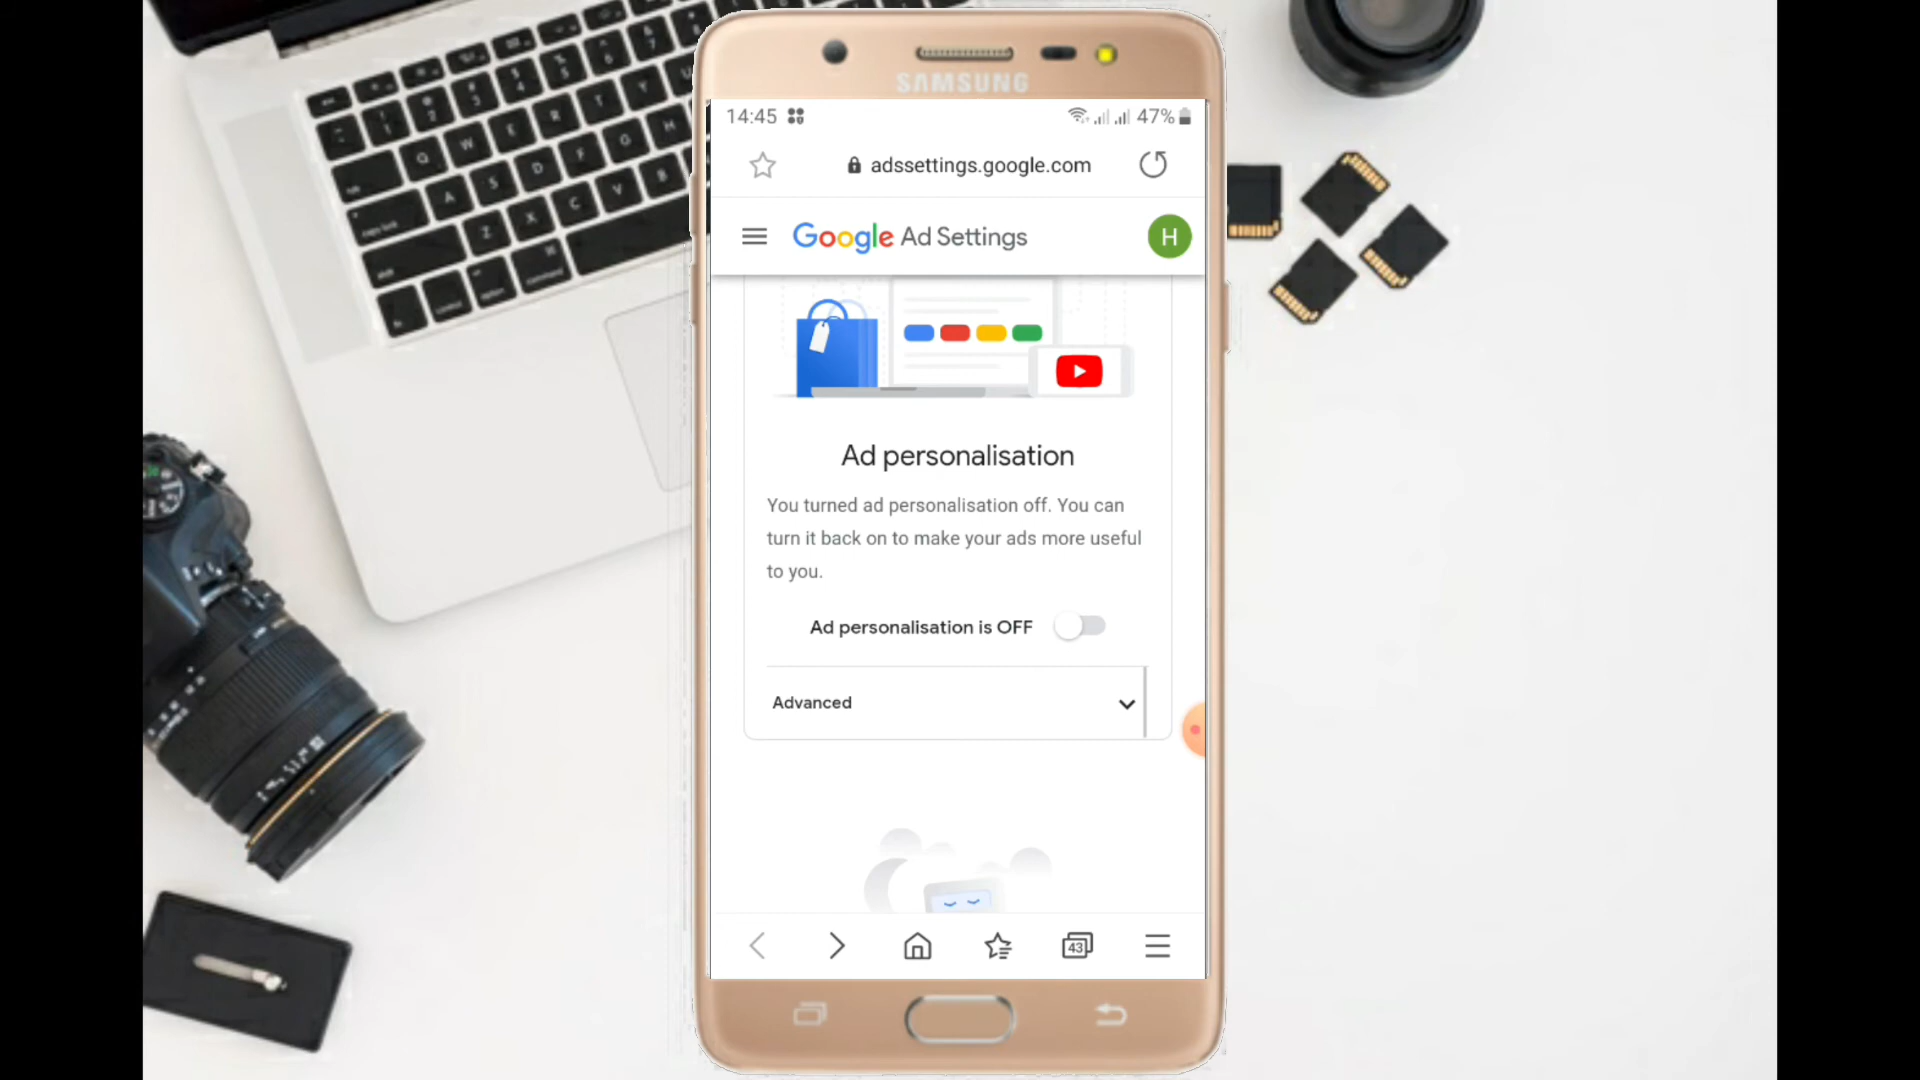 SAMSUNG
14:45 47%
adssettings.google.com
Google Ad Settings H
Ad personalisation
You turned ad personalisation off. You can
turn it back on to make your ads more useful
to you.
Ad personalisation is OFF
Advanced
43